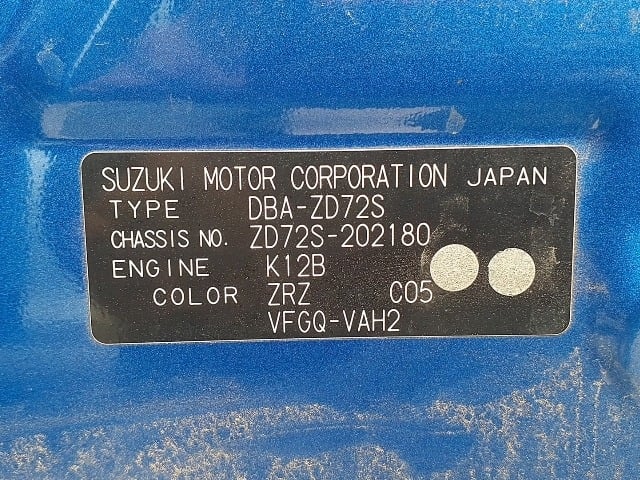 SUZUKI MOTOR CORPORATION JAPAN
TYPE DBA-ZD72S
CHASSIS NO. ZD72S-202180
ENGINE K12B
COLOR ZRZ C05
VFGQ-VAH2